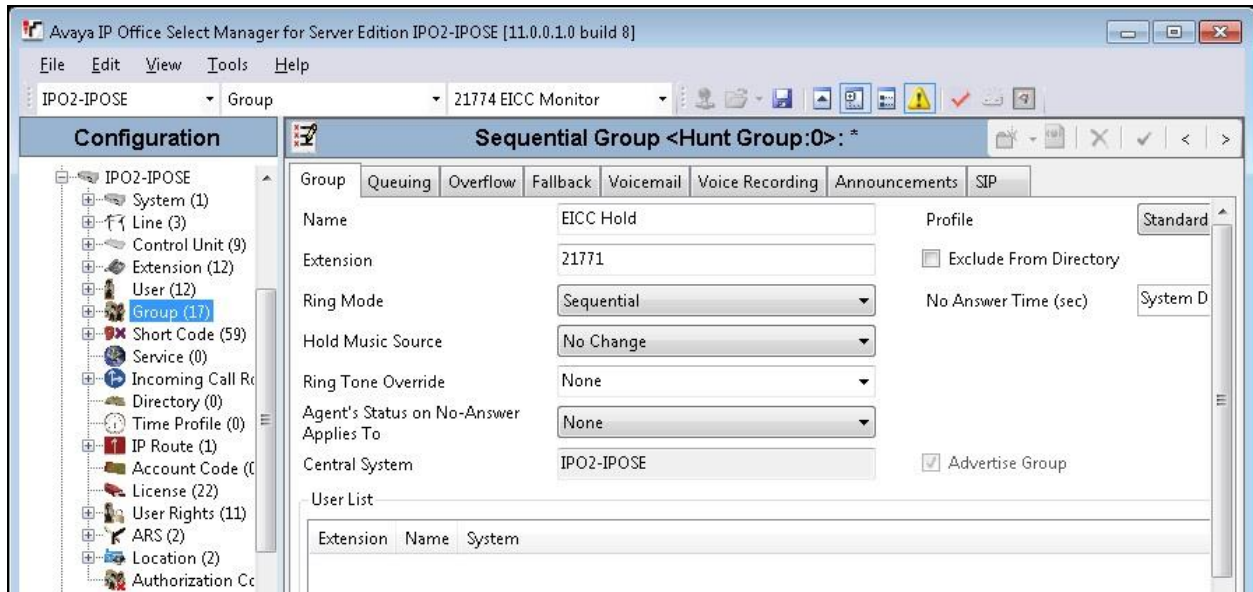 Avaya IP Office Select Manager for Server Edition IPO2-IPOSE [11.0.0.1.0 build 8]
File Edit View Tools Help
IPO2-IPOSE Group 21774 EICC Monitor
Configuration
IPO2-IPOSE
System (1)
Line (3)
Control Unit (9)
Extension (12)
User (12)
Group (17)
Short Code (59)
Service (0)
Incoming Call Ro
Directory (0)
Time Profile (0)
IP Route (1)
Account Code (0
License (22)
User Rights (11)
ARS (2)
Location (2)
Authorization Co
Sequential Group <Hunt Group:0>: *
Group Queuing Overflow Fallback Voicemail Voice Recording Announcements SIP
Name EICC Hold Profile Standard
Extension 21771 Exclude From Directory
Ring Mode Sequential No Answer Time (sec) System D
Hold Music Source No Change
Ring Tone Override None
Agent's Status on No-Answer
Applies To None
Central System IPO2-IPOSE Advertise Group
User List
Extension Name System